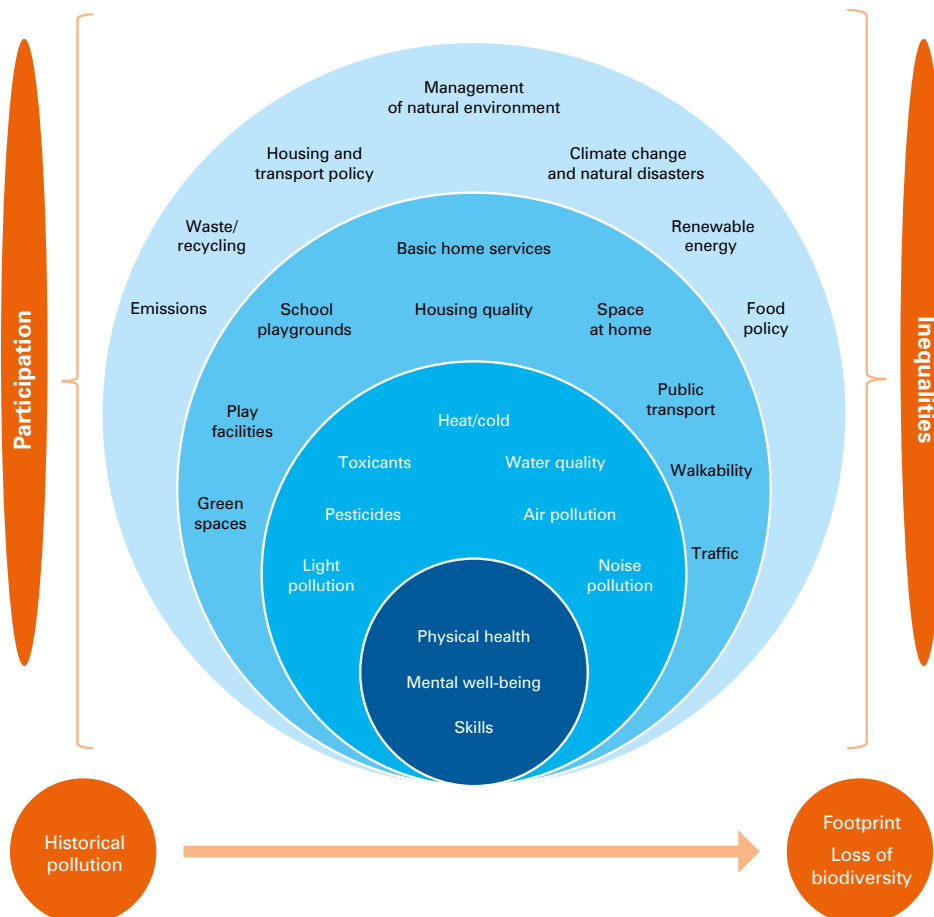 Management
of natural environment
Housing and
transport policy
Climate change
and natural disasters
Waste/
recycling
Renewable
energy
Emissions
Food
policy
Basic home services
School
playgrounds
Housing quality
Space
at home
Play
facilities
Public
transport
Green
spaces
Walkability
Traffic
Heat/cold
Toxicants
Water quality
Pesticides
Air pollution
Light
pollution
Noise
pollution
Physical health
Mental well-being
Skills
Participation
Inequalities
Historical
pollution
Footprint
Loss of
biodiversity